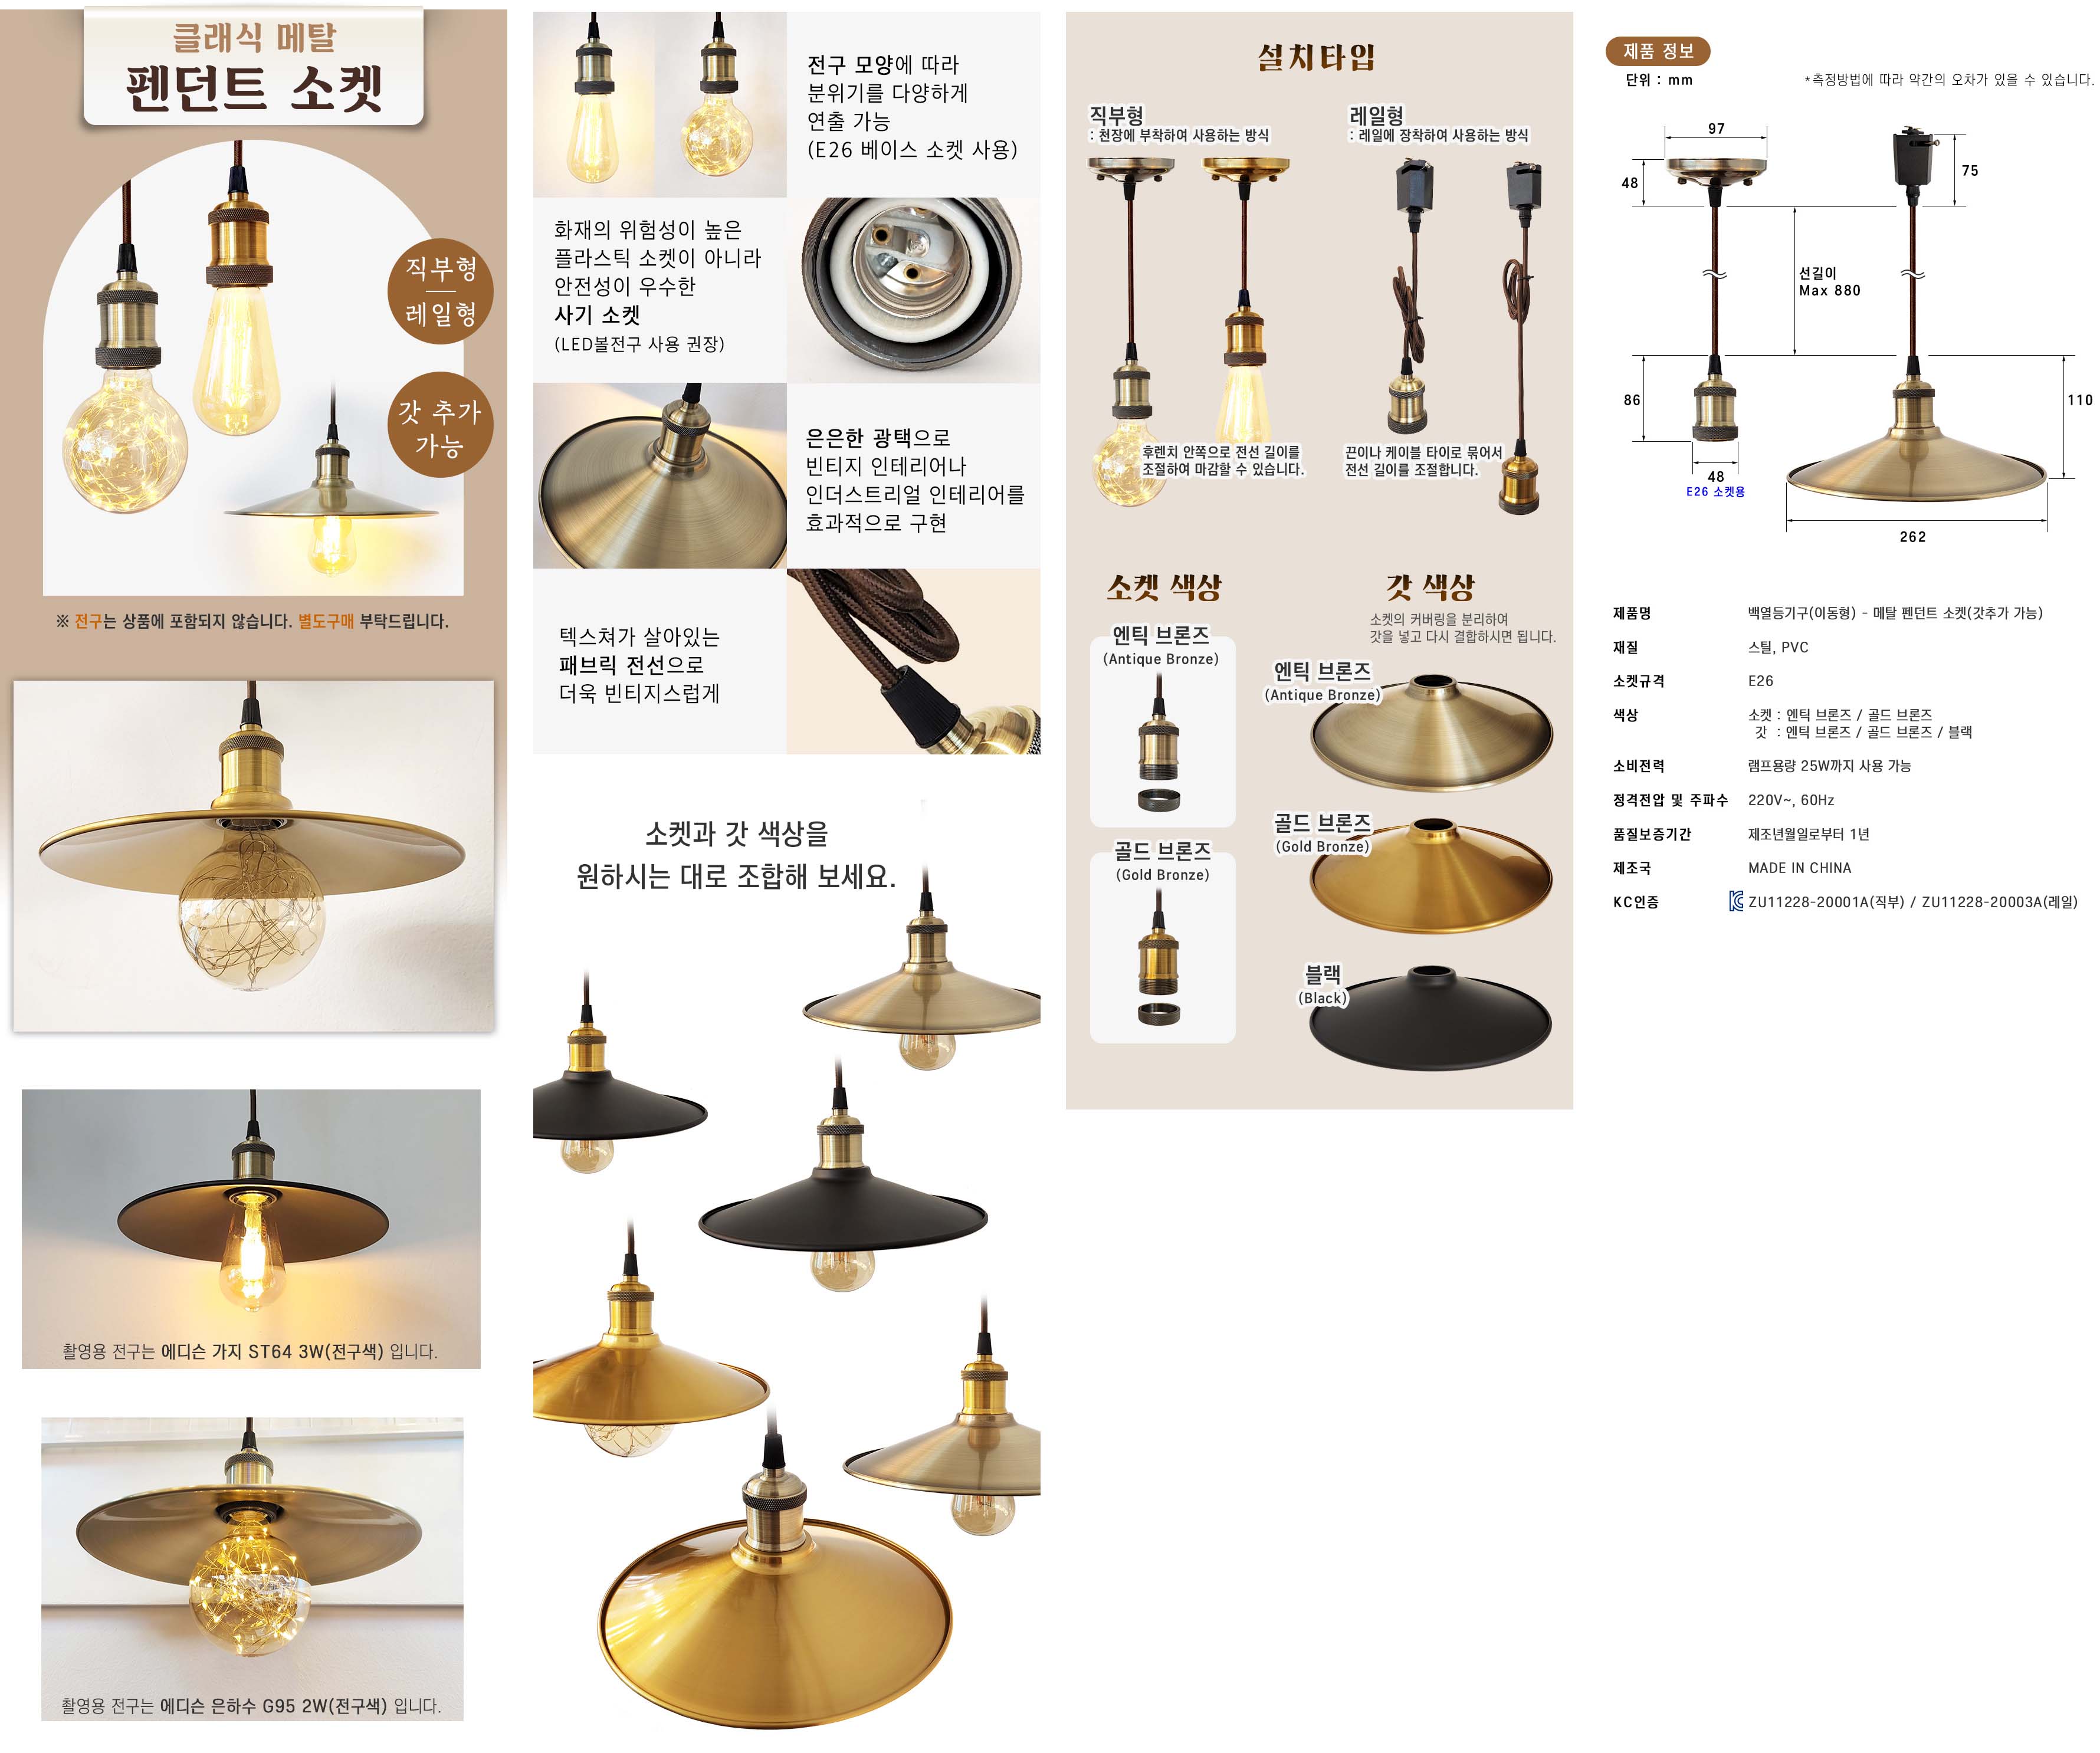 클래식 메탈
펜던트 소켓
직부형
레일형
갓 추가
가능
※ 전구는 상품에 포함되지 않습니다. 별도구매 부탁드립니다.
촬영용 전구는 에디슨 가지 ST64 3W(전구색) 입니다.
촬영용 전구는 에디슨 은하수 G95 2W(전구색) 입니다.
전구 모양에 따라
분위기를 다양하게
연출 가능
(E26 베이스 소켓 사용)
화재의 위험성이 높은
플라스틱 소켓이 아니라
안전성이 우수한
사기 소켓
(LED볼전구 사용 권장)
은은한 광택으로
빈티지 인테리어나
인더스트리얼 인테리어를
효과적으로 구현
텍스쳐가 살아있는
패브릭 전선으로
더욱 빈티지스럽게
소켓과 갓 색상을
원하시는 대로 조합해 보세요.
설치타입
직부형
: 천장에 부착하여 사용하는 방식
레일형
: 레일에 장착하여 사용하는 방식
후렌치 안쪽으로 전선 길이를
조절하여 마감할 수 있습니다.
끈이나 케이블 타이로 묶어서
전선 길이를 조절합니다.
소켓 색상
엔틱 브론즈
(Antique Bronze)
골드 브론즈
(Gold Bronze)
갓 색상
소켓의 커버링을 분리하여
갓을 넣고 다시 결합하시면 됩니다.
엔틱 브론즈
(Antique Bronze)
골드 브론즈
(Gold Bronze)
블랙
(Black)
제품 정보
단위 : mm
*측정방법에 따라 약간의 오차가 있을 수 있습니다.
97
48
75
선길이
Max 880
86
110
48
E26 소켓용
262
제품명 백열등기구(이동형) - 메탈 펜던트 소켓(갓추가 가능)
재질 스틸, PVC
소켓규격 E26
색상 소켓 : 엔틱 브론즈 / 골드 브론즈
갓 : 엔틱 브론즈 / 골드 브론즈 / 블랙
소비전력 램프용량 25W까지 사용 가능
정격전압 및 주파수 220V~, 60Hz
품질보증기간 제조년월일로부터 1년
제조국 MADE IN CHINA
KC인증 ZU11228-20001A(직부) / ZU11228-20003A(레일)